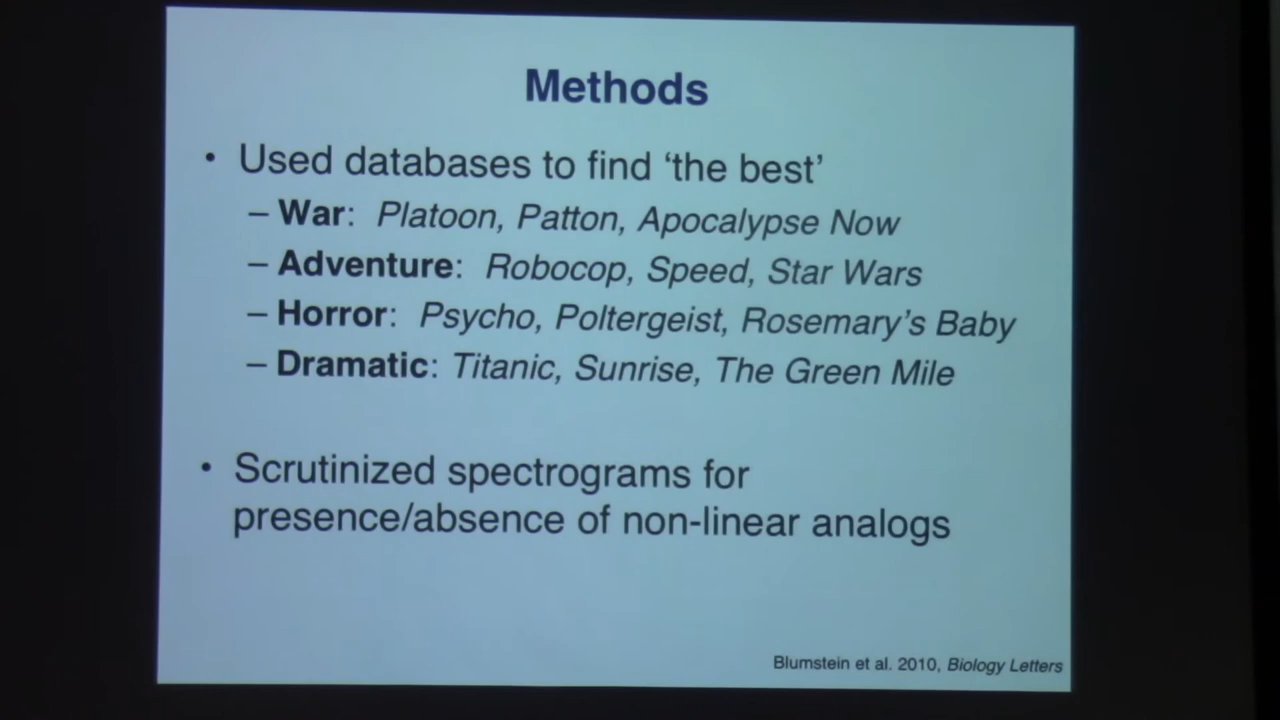 Methods
• Used databases to find ‘the best’
– War: Platoon, Patton, Apocalypse Now
– Adventure: Robocop, Speed, Star Wars
– Horror: Psycho, Poltergeist, Rosemary’s Baby
– Dramatic: Titanic, Sunrise, The Green Mile
• Scrutinized spectrograms for
presence/absence of non-linear analogs
Blumstein et al. 2010, Biology Letters